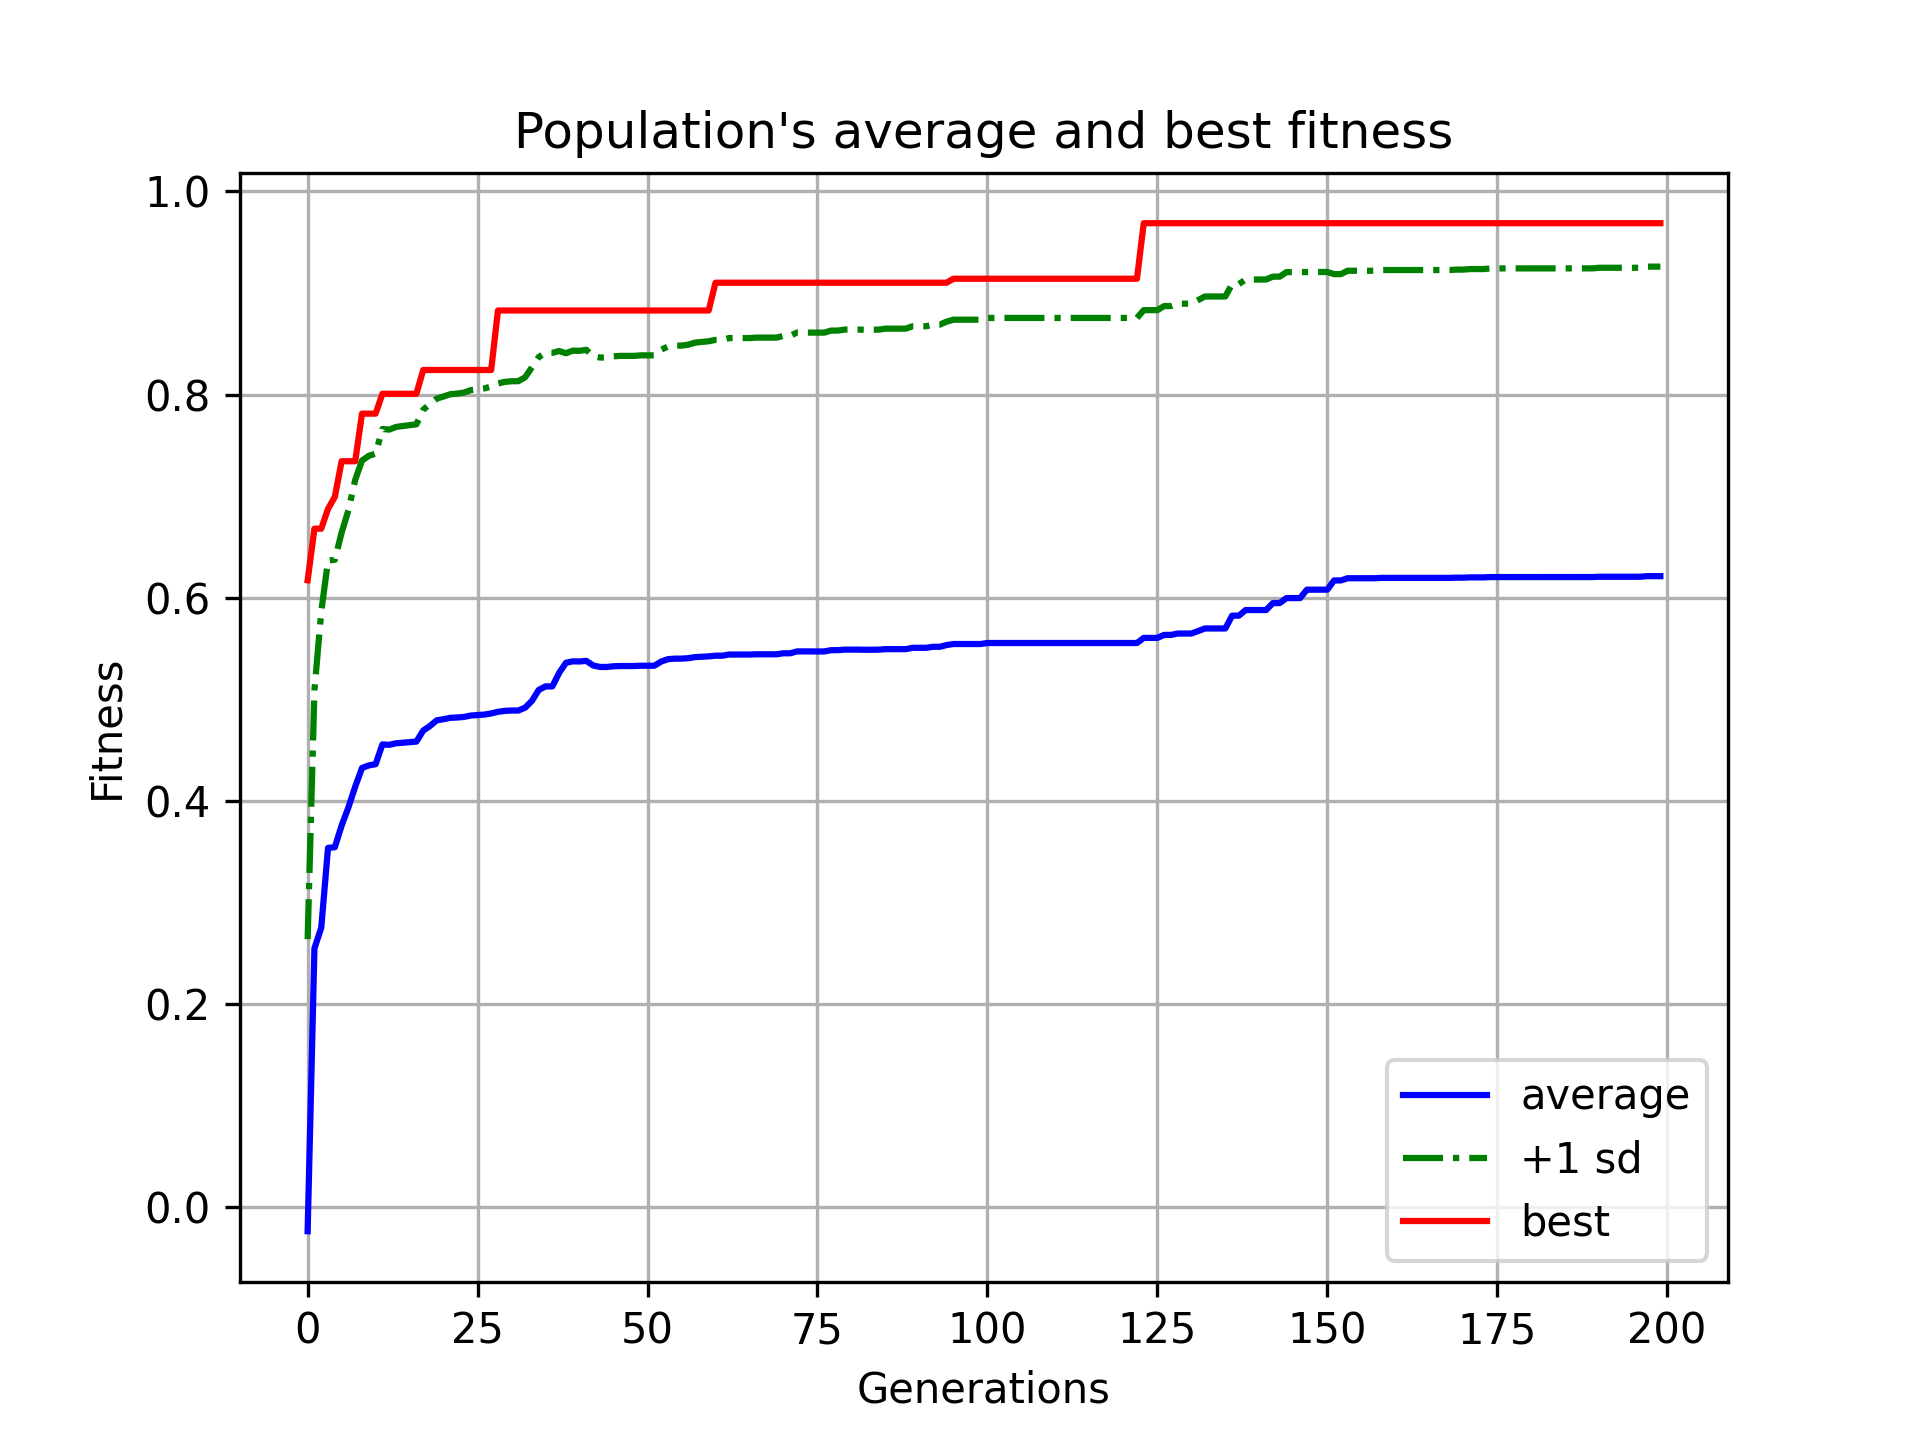 Population's average and best fitness
1.0
0.8
0.6
0.4
0.2
0.0
Fitness
average
+1 sd
best
0 25 50 75 100 125 150 175 200
Generations